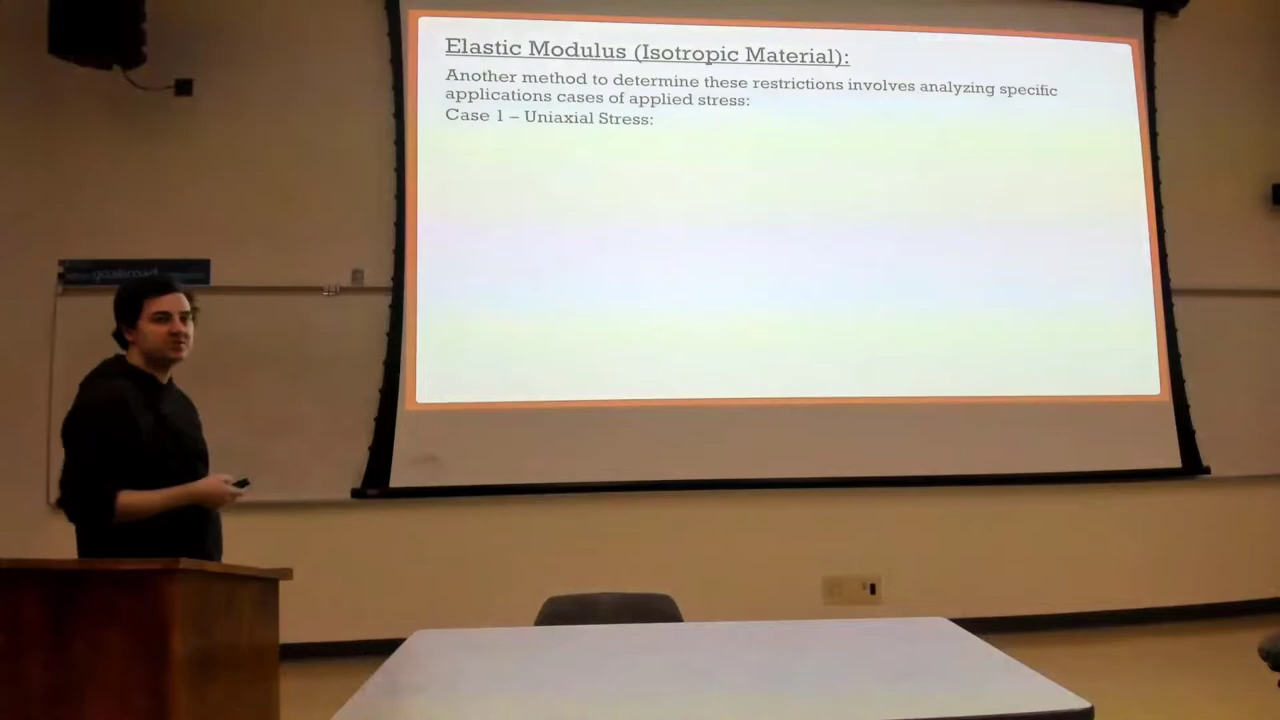 Elastic Modulus (Isotropic Material):
Another method to determine these restrictions involves analyzing specific
applications cases of applied stress:
Case 1 – Uniaxial Stress: